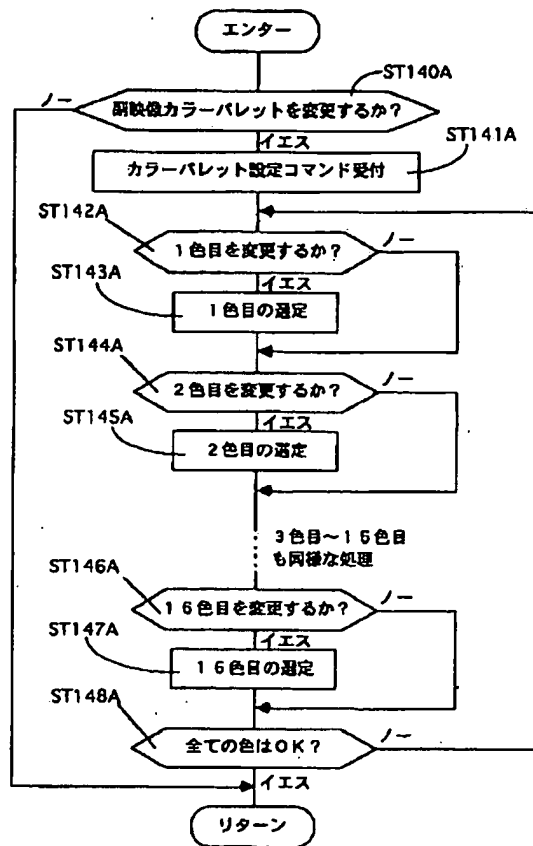 エンター
ST140A
ノー
副映像カラーパレットを変更するか？
イエス
ST141A
カラーパレット設定コマンド受付
ST142A
1色目を変更するか？
ノー
イエス
ST143A
1色目の選定
ST144A
2色目を変更するか？
ノー
イエス
ST145A
2色目の選定
3色目～15色目
も同様な処理
ST146A
16色目を変更するか？
ノー
イエス
ST147A
16色目の選定
ST148A
全ての色はOK？
ノー
イエス
リターン